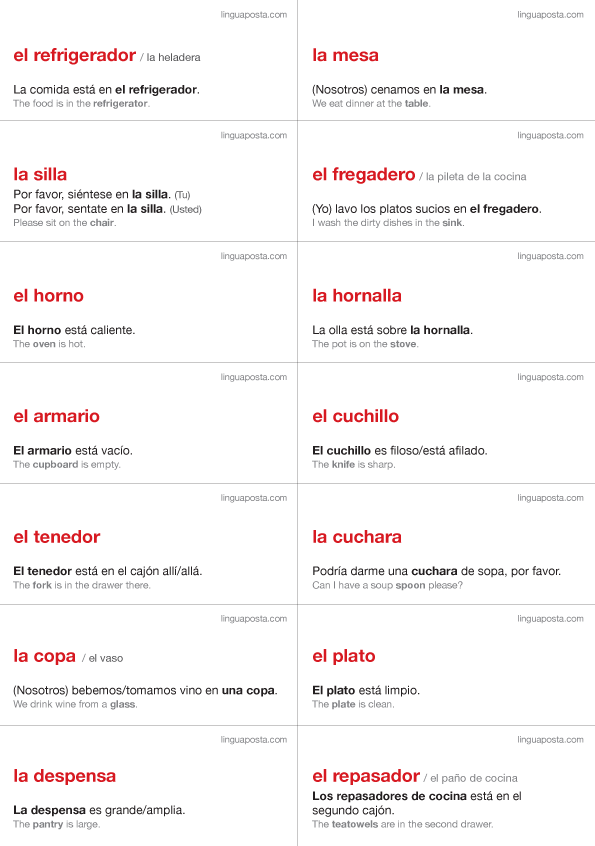 linguaposta.com
el refrigerador / la heladera
La comida está en el refrigerador.
The food is in the refrigerator.
linguaposta.com
la mesa
(Nosotros) cenamos en la mesa.
We eat dinner at the table.
linguaposta.com
la silla
Por favor, siéntese en la silla. (Tu)
Por favor, sentate en la silla. (Usted)
Please sit on the chair.
linguaposta.com
el fregadero / la pileta de la cocina
(Yo) lavo los platos sucios en el fregadero.
I wash the dirty dishes in the sink.
linguaposta.com
el horno
El horno está caliente.
The oven is hot.
linguaposta.com
la hornalla
La olla está sobre la hornalla.
The pot is on the stove.
linguaposta.com
el armario
El armario está vacío.
The cupboard is empty.
linguaposta.com
el cuchillo
El cuchillo es filoso/está afilado.
The knife is sharp.
linguaposta.com
el tenedor
El tenedor está en el cajón allí/allá.
The fork is in the drawer there.
linguaposta.com
la cuchara
Podría darme una cuchara de sopa, por favor.
Can I have a soup spoon please?
linguaposta.com
la copa / el vaso
(Nosotros) bebemos/tomamos vino en una copa.
We drink wine from a glass.
linguaposta.com
el plato
El plato está limpio.
The plate is clean.
linguaposta.com
la despensa
La despensa es grande/amplia.
The pantry is large.
linguaposta.com
el repasador / el paño de cocina
Los repasadores de cocina está en el
segundo cajón.
The teatowels are in the second drawer.